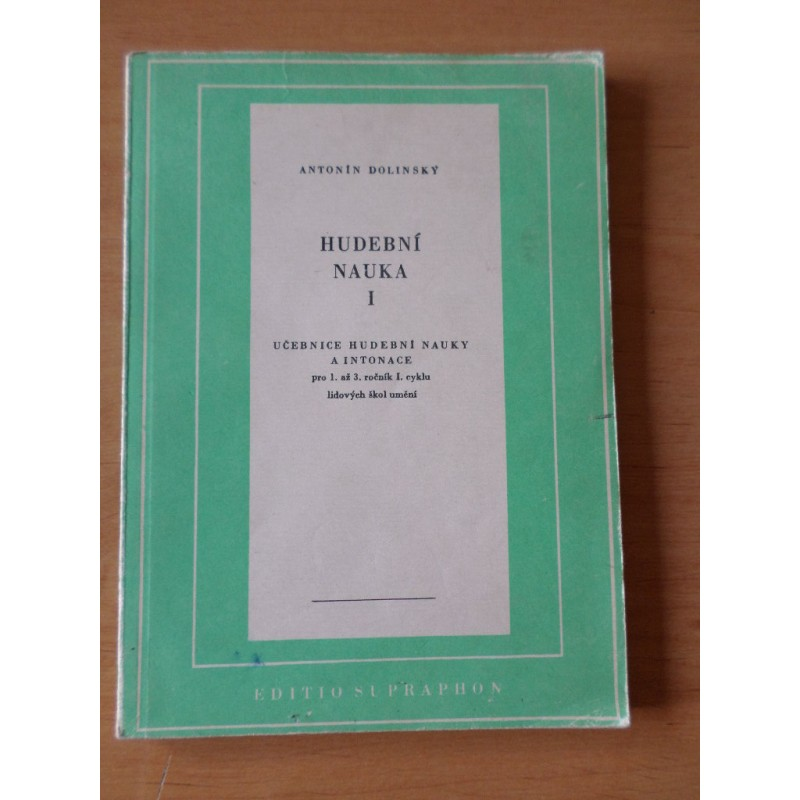 ANTONÍN DOLINSKÝ
HUDEBNÍ
NAUKA
I
UČEBNICE HUDEBNÍ NAUKY
A INTONACE
pro 1. až 3. ročník I. cyklu
lidových škol umění
EDITIO SUPRAPHON